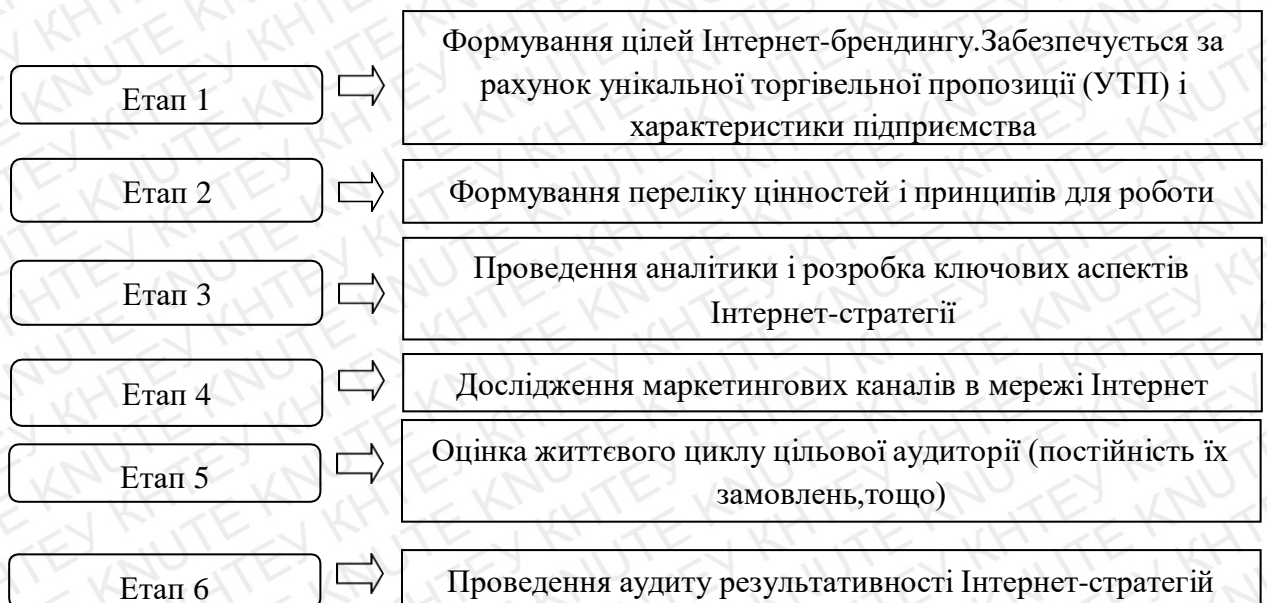 Етап 1
Формування цілей Інтернет-брендингу.Забезпечується за
рахунок унікальної торгівельної пропозиції (УТП) і
характеристики підприємства
Етап 2
Формування переліку цінностей і принципів для роботи
Етап 3
Проведення аналітики і розробка ключових аспектів
Інтернет-стратегії
Етап 4
Дослідження маркетингових каналів в мережі Інтернет
Етап 5
Оцінка життєвого циклу цільової аудиторії (постійність їх
замовлень,тощо)
Етап 6
Проведення аудиту результативності Інтернет-стратегій